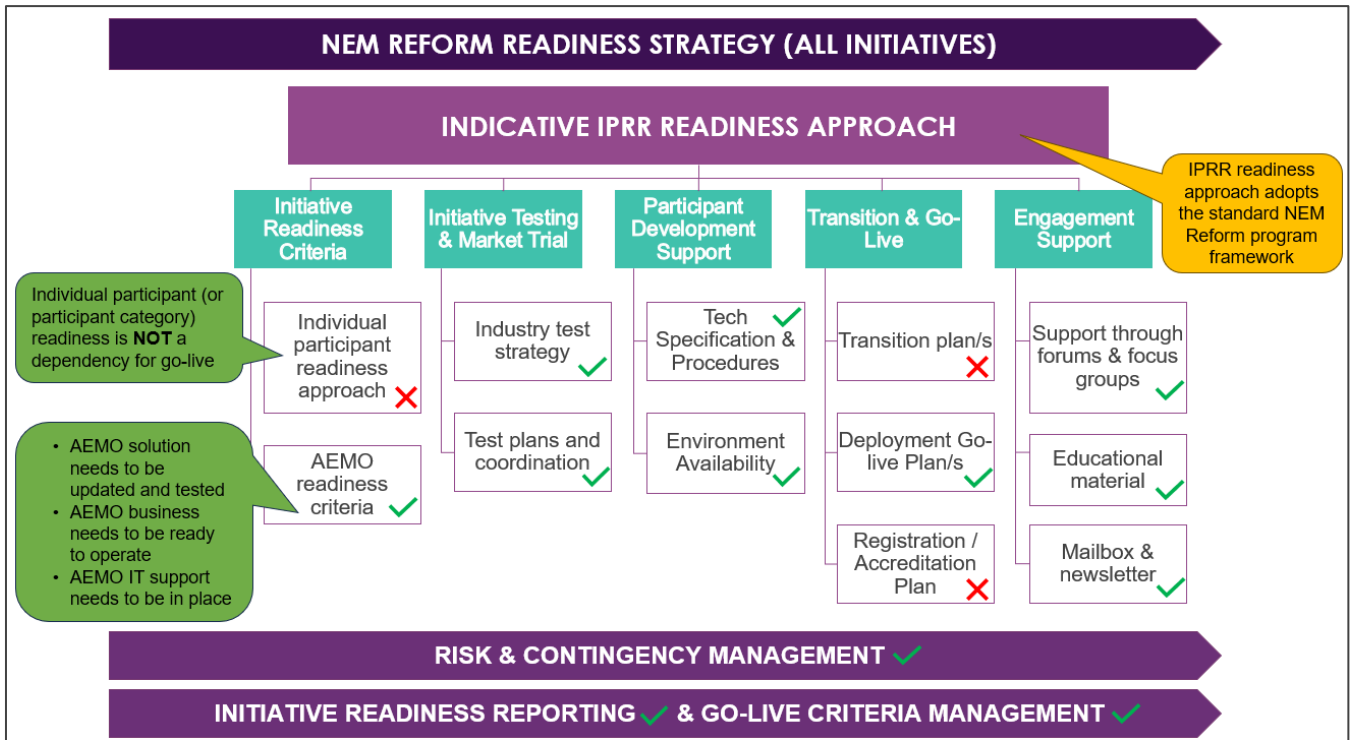 NEM REFORM READINESS STRATEGY (ALL INITIATIVES)
INDICATIVE IPRR READINESS APPROACH
IPRR readiness
approach adopts
the standard NEM
Reform program
framework
Initiative
Readiness
Criteria
Initiative Testing
& Market Trial
Participant
Development
Support
Transition & Go-
Live
Engagement
Support
Individual participant (or
participant category)
readiness is NOT a
dependency for go-live
Individual
participant
readiness
approach
• AEMO solution
needs to be
updated and tested
• AEMO business
needs to be ready
to operate
• AEMO IT support
needs to be in place
AEMO
readiness
criteria
Industry test
strategy
Test plans and
coordination
Tech
Specification &
Procedures
Environment
Availability
Transition plan/s
Deployment Go-
live Plan/s
Registration /
Accreditation
Plan
Support through
forums & focus
groups
Educational
material
Mailbox &
newsletter
RISK & CONTINGENCY MANAGEMENT
INITIATIVE READINESS REPORTING & GO-LIVE CRITERIA MANAGEMENT